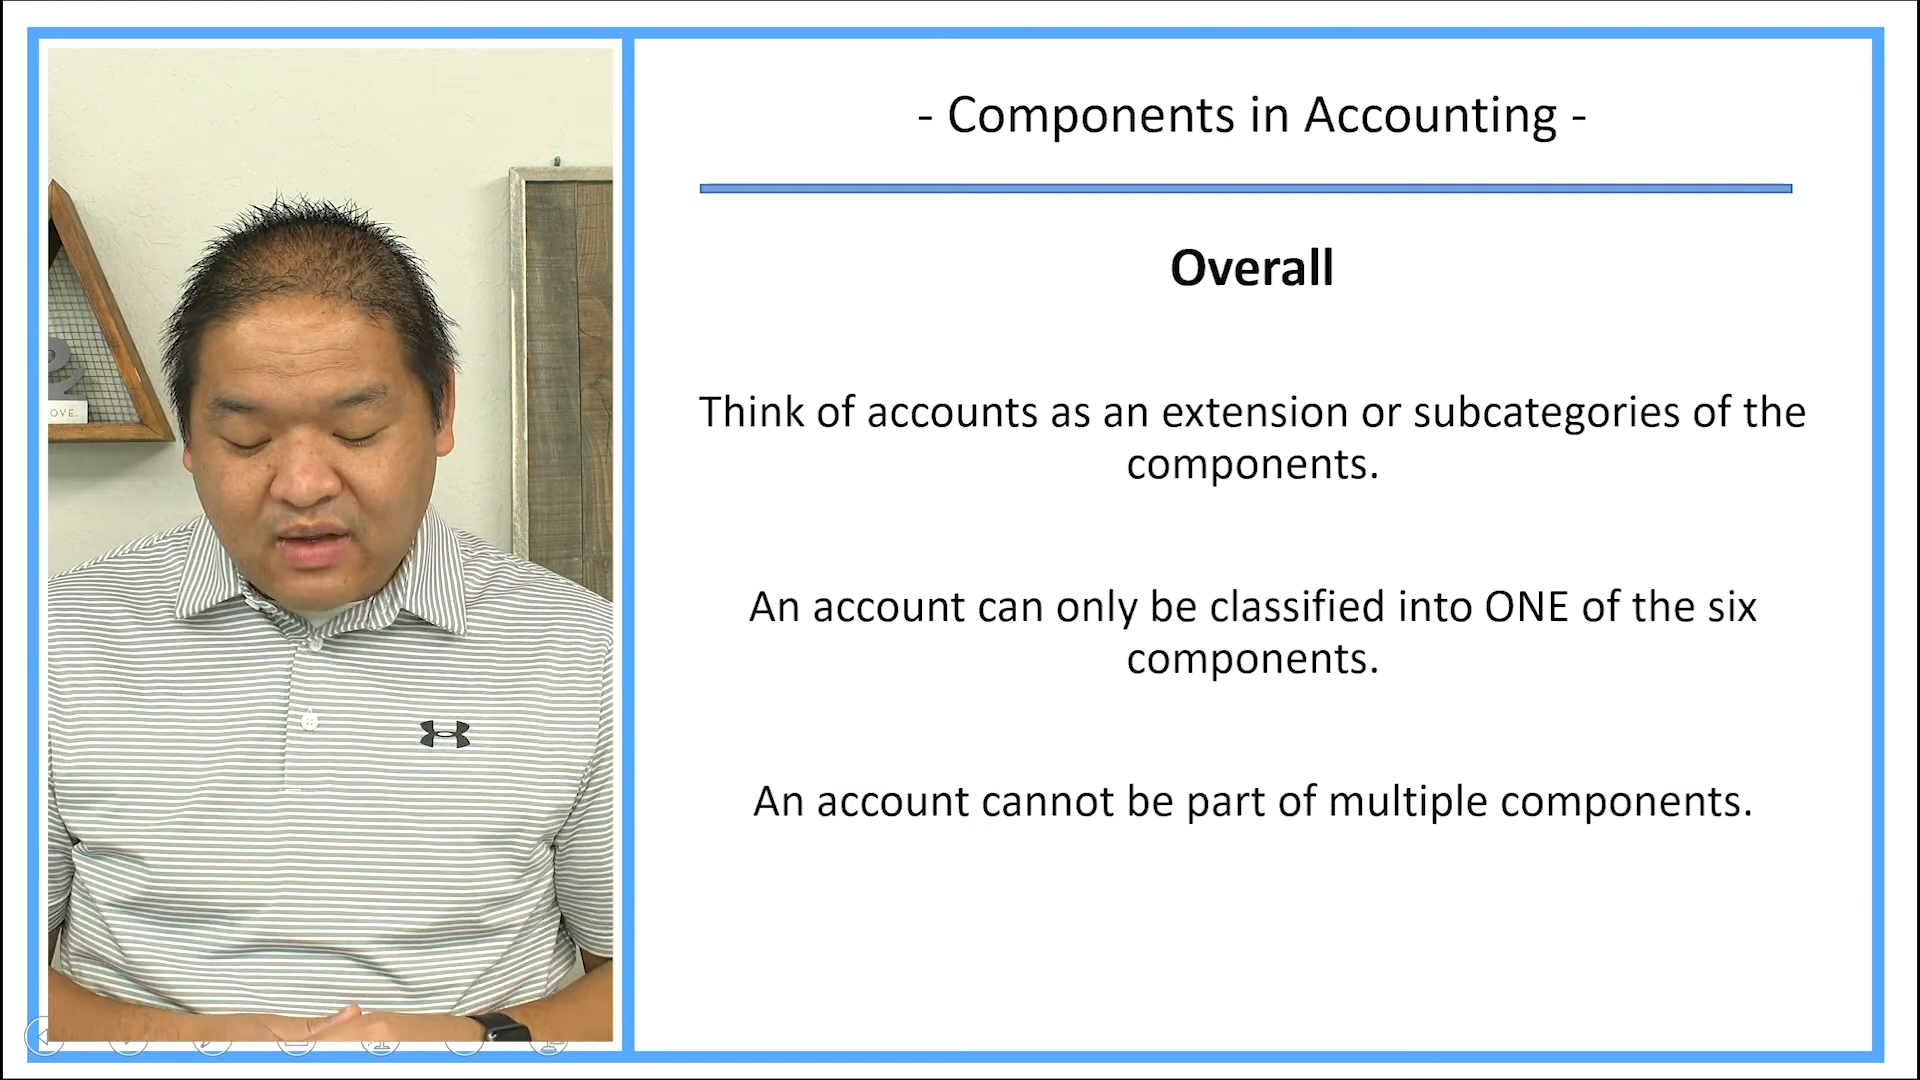 - Components in Accounting -
Overall
Think of accounts as an extension or subcategories of the
components.
An account can only be classified into ONE of the six
components.
An account cannot be part of multiple components.
OVE.